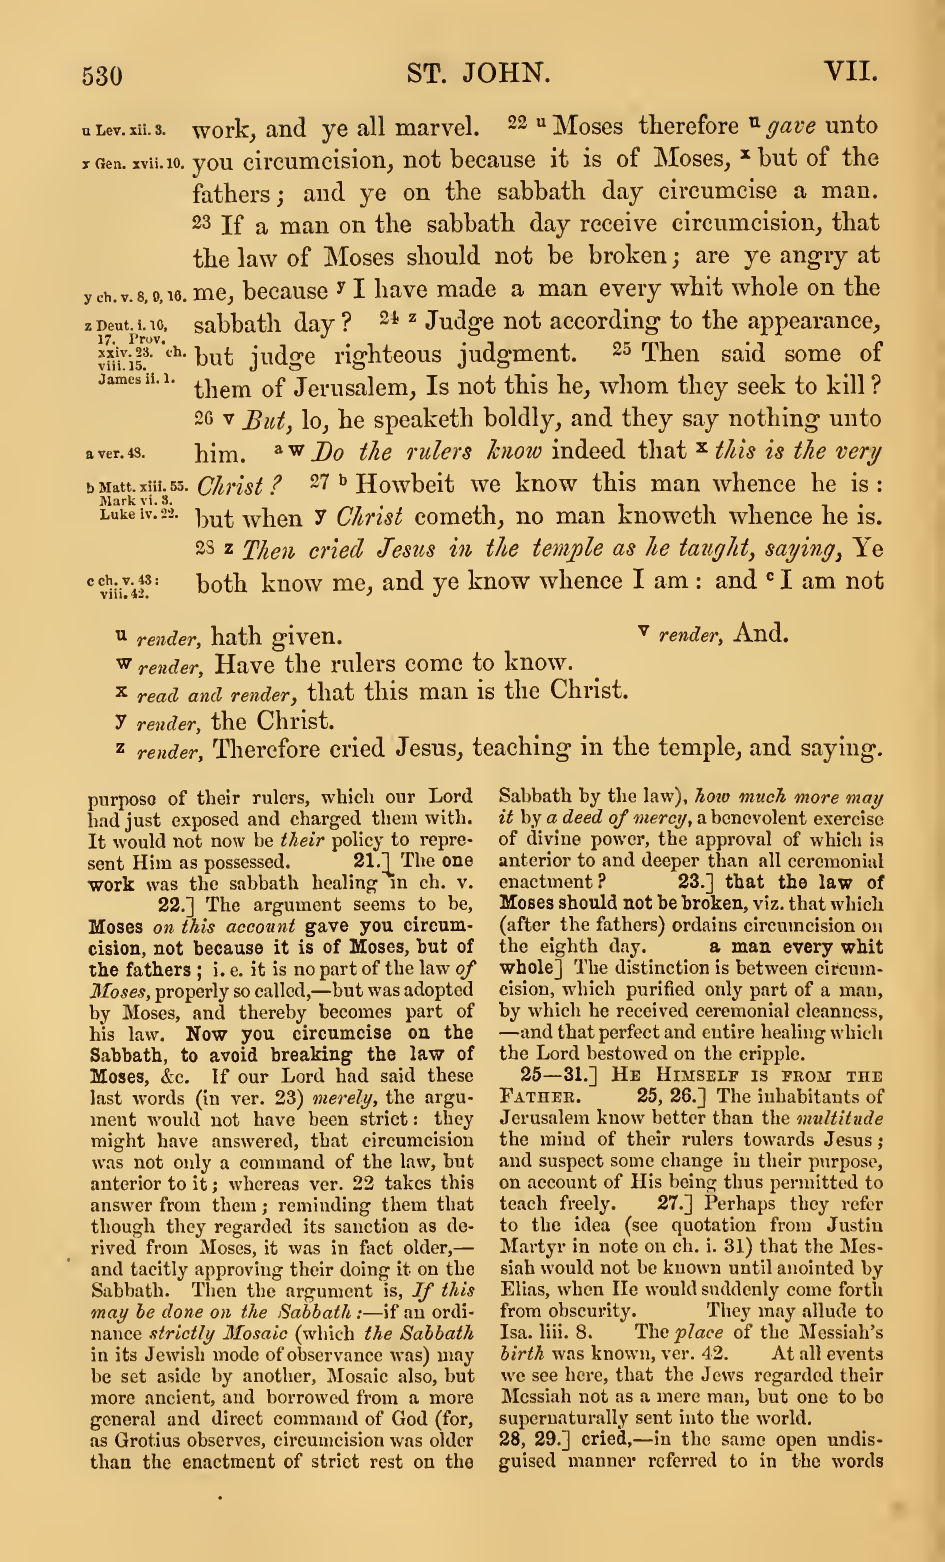 530 ST. JOHN. VII.
u Lev. xii. 3. work, and ye all marvel. 22 u Moses therefore u gave unto
x Gen. xvii. 10. you circumcision, not because it is of Moses, x but of the
fathers; and ye on the sabbath day circumcise a man.
23 If a man on the sabbath day receive circumcision, that
the law of Moses should not be broken; are ye angry at
y ch. v. 8, 9, 16. me, because y I have made a man every whit whole on the
z Deut. i. 16, sabbath day? 24 z Judge not according to the appearance,
17. Prov.
xxiv. 23. ch. but judge righteous judgment. 25 Then said some of
viii. 15.
James ii. 1. them of Jerusalem, Is not this he, whom they seek to kill?
26 v But, lo, he speaketh boldly, and they say nothing unto
a ver. 48. him. a w Do the rulers know indeed that x this is the very
b Matt. xiii. 55. Christ? 27 b Howbeit we know this man whence he is:
Mark vi. 3.
Luke iv. 22. but when y Christ cometh, no man knoweth whence he is.
28 z Then cried Jesus in the temple as he taught, saying, Ye
c ch. v. 43: both know me, and ye know whence I am: and c I am not
viii. 42.
u render, hath given. v render, And.
w render, Have the rulers come to know.
x read and render, that this man is the Christ.
y render, the Christ.
z render, Therefore cried Jesus, teaching in the temple, and saying.
purpose of their rulers, which our Lord
had just exposed and charged them with.
It would not now be their policy to repre-
sent Him as possessed. 21.] The one
work was the sabbath healing in ch. v.
22.] The argument seems to be,
Moses on this account gave you circum-
cision, not because it is of Moses, but of
the fathers; i. e. it is no part of the law of
Moses, properly so called,—but was adopted
by Moses, and thereby becomes part of
his law. Now you circumcise on the
Sabbath, to avoid breaking the law of
Moses, &c. If our Lord had said these
last words (in ver. 23) merely, the argu-
ment would not have been strict: they
might have answered, that circumcision
was not only a command of the law, but
anterior to it; whereas ver. 22 takes this
answer from them; reminding them that
though they regarded its sanction as de-
rived from Moses, it was in fact older,—
and tacitly approving their doing it on the
Sabbath. Then the argument is, If this
may be done on the Sabbath:—if an ordi-
nance strictly Mosaic (which the Sabbath
in its Jewish mode of observance was) may
be set aside by another, Mosaic also, but
more ancient, and borrowed from a more
general and direct command of God (for,
as Grotius observes, circumcision was older
than the enactment of strict rest on the
Sabbath by the law), how much more may
it by a deed of mercy, a benevolent exercise
of divine power, the approval of which is
anterior to and deeper than all ceremonial
enactment? 23.] that the law of
Moses should not be broken, viz. that which
(after the fathers) ordains circumcision on
the eighth day. a man every whit
whole] The distinction is between circum-
cision, which purified only part of a man,
by which he received ceremonial cleanness,
—and that perfect and entire healing which
the Lord bestowed on the cripple.
25—31.] HE HIMSELF IS FROM THE
FATHER. 25, 26.] The inhabitants of
Jerusalem know better than the multitude
the mind of their rulers towards Jesus;
and suspect some change in their purpose,
on account of His being thus permitted to
teach freely. 27.] Perhaps they refer
to the idea (see quotation from Justin
Martyr in note on ch. i. 31) that the Mes-
siah would not be known until anointed by
Elias, when He would suddenly come forth
from obscurity. They may allude to
Isa. liii. 8. The place of the Messiah's
birth was known, ver. 42. At all events
we see here, that the Jews regarded their
Messiah not as a mere man, but one to be
supernaturally sent into the world.
28, 29.] cried,—in the same open undis-
guised manner referred to in the words